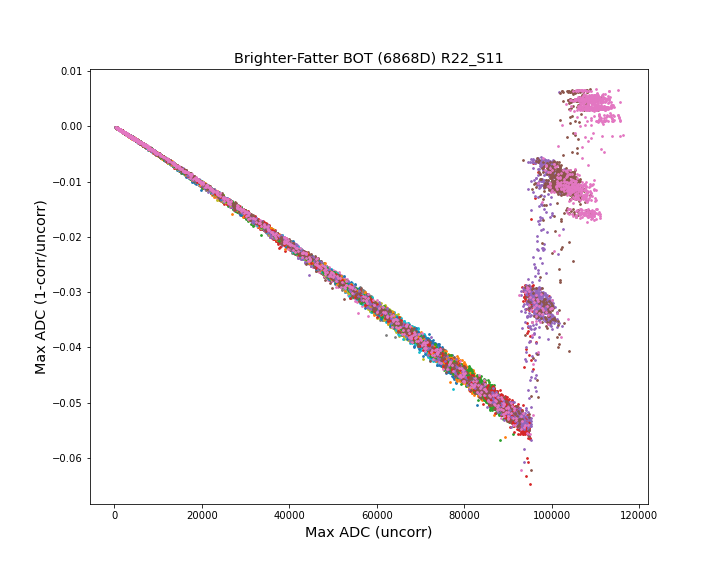 Brighter-Fatter BOT (6868D) R22_S11
Max ADC (1-corr/uncorr)
0.01
0.00
−0.01
−0.02
−0.03
−0.04
−0.05
−0.06
0 20000 40000 60000 80000 100000 120000
Max ADC (uncorr)